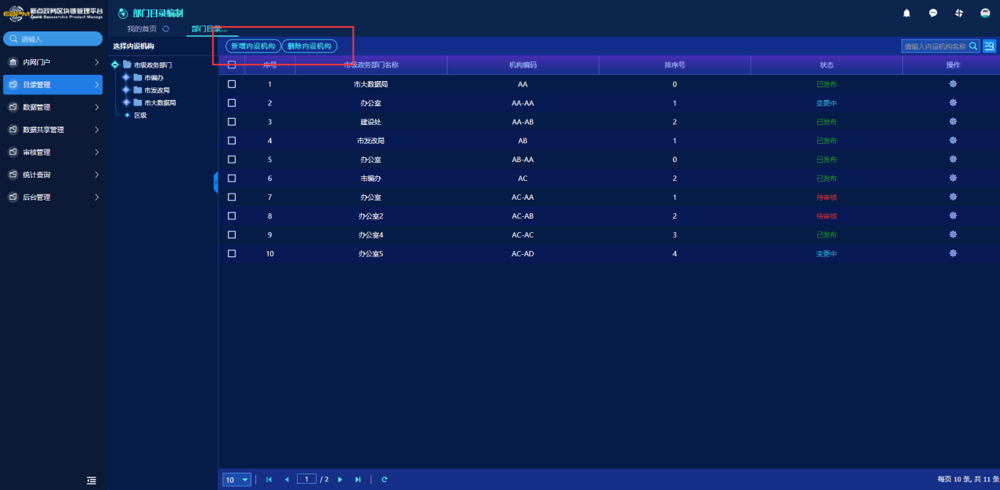 新点政务区块链管理平台
部门目录编制
我的首页
部门目录...
请输入
内网门户
目录管理
数据管理
数据共享管理
审核管理
统计查询
后台管理
选择内设机构
市级政务部门
市编办
市发改局
市大数据局
区级
新增内设机构 删除内设机构 请输入内设机构名称
序号 市级政务部门名称 机构编码 排序号 状态 操作
1 市大数据局 AA 0 已发布
2 办公室 AA-AA 1 变更中
3 建设处 AA-AB 2 已发布
4 市发改局 AB 1 已发布
5 办公室 AB-AA 0 已发布
6 市编办 AC 2 已发布
7 办公室 AC-AA 1 待审核
8 办公室2 AC-AB 2 待审核
9 办公室4 AC-AC 3 已发布
10 办公室5 AC-AD 4 变更中
10 1 / 2 每页 10 条, 共 11 条